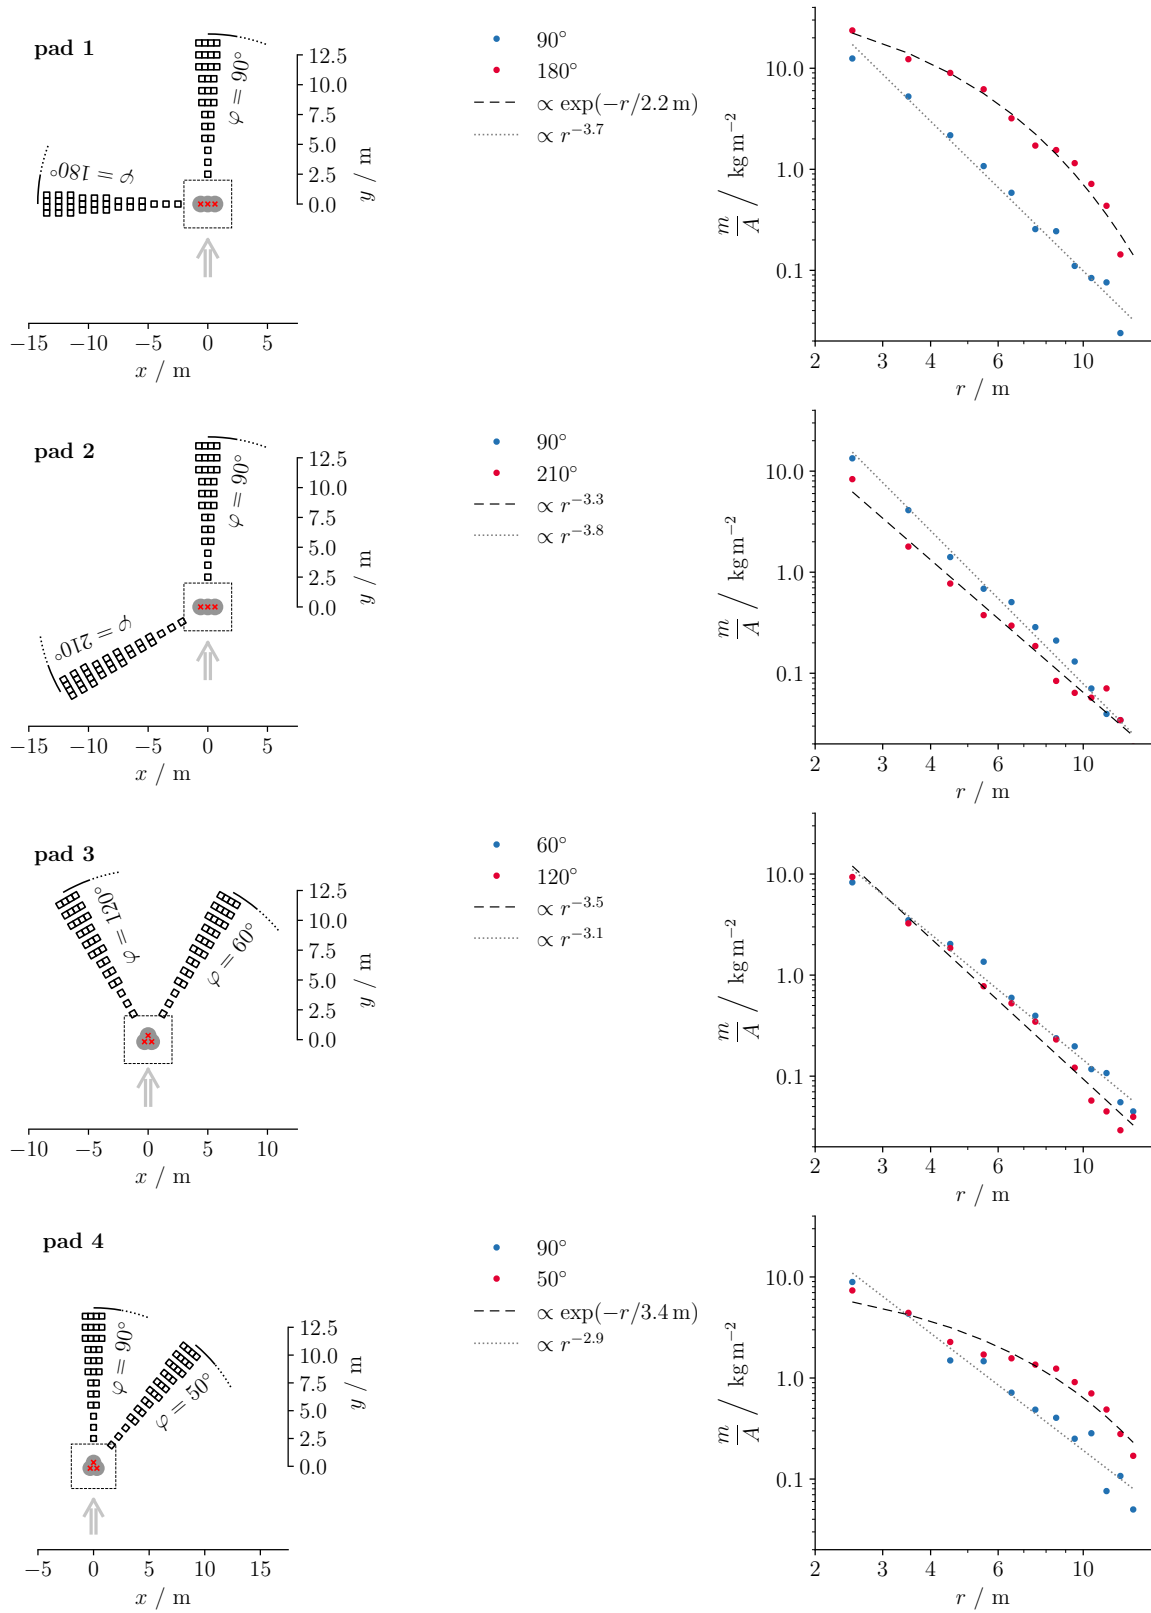 pad 1
φ = 90°
φ = 180°
12.5
10.0
7.5
5.0
2.5
0.0
y / m
−15 −10 −5 0 5
x / m
90°
180°
∝ exp(−r/2.2 m)
∝ r^−3.7
10.0
1.0
0.1
m/A / kg m^−2
2 3 4 6 10
r / m
pad 2
φ = 90°
φ = 210°
12.5
10.0
7.5
5.0
2.5
0.0
y / m
−15 −10 −5 0 5
x / m
90°
210°
∝ r^−3.3
∝ r^−3.8
10.0
1.0
0.1
m/A / kg m^−2
2 3 4 6 10
r / m
pad 3
φ = 120°
φ = 60°
12.5
10.0
7.5
5.0
2.5
0.0
y / m
−10 −5 0 5 10
x / m
60°
120°
∝ r^−3.5
∝ r^−3.1
10.0
1.0
0.1
m/A / kg m^−2
2 3 4 6 10
r / m
pad 4
φ = 90°
φ = 50°
12.5
10.0
7.5
5.0
2.5
0.0
y / m
−5 0 5 10 15
x / m
90°
50°
∝ exp(−r/3.4 m)
∝ r^−2.9
10.0
1.0
0.1
m/A / kg m^−2
2 3 4 6 10
r / m